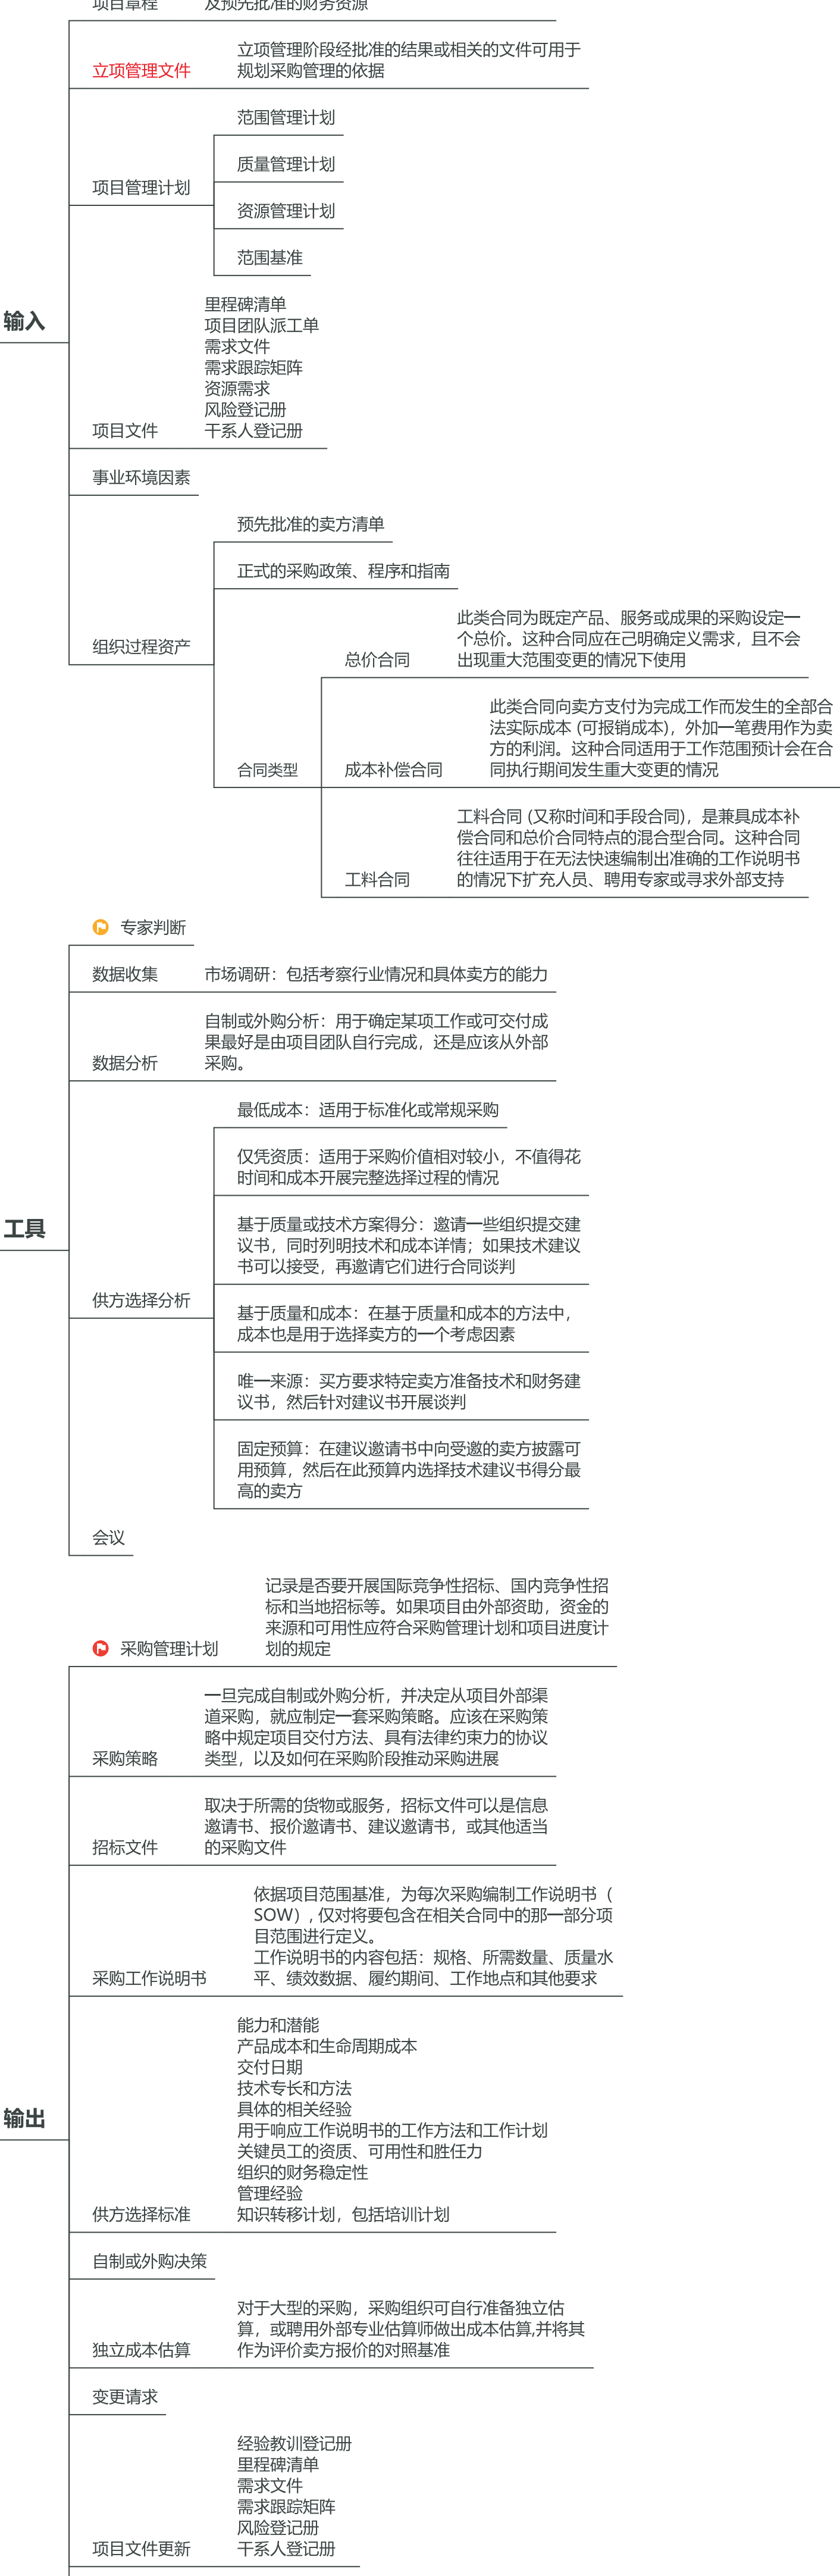 项目章程
及预先批准的财务资源
立项管理文件
立项管理阶段经批准的结果或相关的文件可用于
规划采购管理的依据
项目管理计划
范围管理计划
质量管理计划
资源管理计划
范围基准
输入
项目文件
里程碑清单
项目团队派工单
需求文件
需求跟踪矩阵
资源需求
风险登记册
干系人登记册
事业环境因素
组织过程资产
预先批准的卖方清单
正式的采购政策、程序和指南
合同类型
总价合同
此类合同为既定产品、服务或成果的采购设定一
个总价。这种合同应在己明确定义需求，且不会
出现重大范围变更的情况下使用
成本补偿合同
此类合同向卖方支付为完成工作而发生的全部合
法实际成本 (可报销成本)，外加一笔费用作为卖
方的利润。这种合同适用于工作范围预计会在合
同执行期间发生重大变更的情况
工料合同
工料合同 (又称时间和手段合同)，是兼具成本补
偿合同和总价合同特点的混合型合同。这种合同
往往适用于在无法快速编制出准确的工作说明书
的情况下扩充人员、聘用专家或寻求外部支持
工具
专家判断
数据收集
市场调研：包括考察行业情况和具体卖方的能力
数据分析
自制或外购分析：用于确定某项工作或可交付成
果最好是由项目团队自行完成，还是应该从外部
采购。
供方选择分析
最低成本：适用于标准化或常规采购
仅凭资质：适用于采购价值相对较小，不值得花
时间和成本开展完整选择过程的情况
基于质量或技术方案得分：邀请一些组织提交建
议书，同时列明技术和成本详情；如果技术建议
书可以接受，再邀请它们进行合同谈判
基于质量和成本：在基于质量和成本的方法中，
成本也是用于选择卖方的一个考虑因素
唯一来源：买方要求特定卖方准备技术和财务建
议书，然后针对建议书开展谈判
固定预算：在建议邀请书中向受邀的卖方披露可
用预算，然后在此预算内选择技术建议书得分最
高的卖方
会议
输出
采购管理计划
记录是否要开展国际竞争性招标、国内竞争性招
标和当地招标等。如果项目由外部资助，资金的
来源和可用性应符合采购管理计划和项目进度计
划的规定
采购策略
一旦完成自制或外购分析，并决定从项目外部渠
道采购，就应制定一套采购策略。应该在采购策
略中规定项目交付方法、具有法律约束力的协议
类型，以及如何在采购阶段推动采购进展
招标文件
取决于所需的货物或服务，招标文件可以是信息
邀请书、报价邀请书、建议邀请书，或其他适当
的采购文件
采购工作说明书
依据项目范围基准，为每次采购编制工作说明书（
SOW）, 仅对将要包含在相关合同中的那一部分项
目范围进行定义。
工作说明书的内容包括：规格、所需数量、质量水
平、绩效数据、履约期间、工作地点和其他要求
供方选择标准
能力和潜能
产品成本和生命周期成本
交付日期
技术专长和方法
具体的相关经验
用于响应工作说明书的工作方法和工作计划
关键员工的资质、可用性和胜任力
组织的财务稳定性
管理经验
知识转移计划，包括培训计划
自制或外购决策
独立成本估算
对于大型的采购，采购组织可自行准备独立估
算，或聘用外部专业估算师做出成本估算,并将其
作为评价卖方报价的对照基准
变更请求
项目文件更新
经验教训登记册
里程碑清单
需求文件
需求跟踪矩阵
风险登记册
干系人登记册